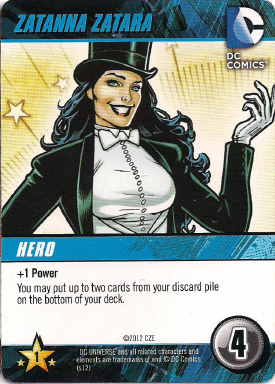 ZATANNA ZATARA
DC
DC
COMICS™
HERO
+1 Power
You may put up to two cards from your discard pile
on the bottom of your deck.
©2012 CZE
1
DC UNIVERSE and all related characters and
elements are trademarks of and © DC Comics.
(s12)
4